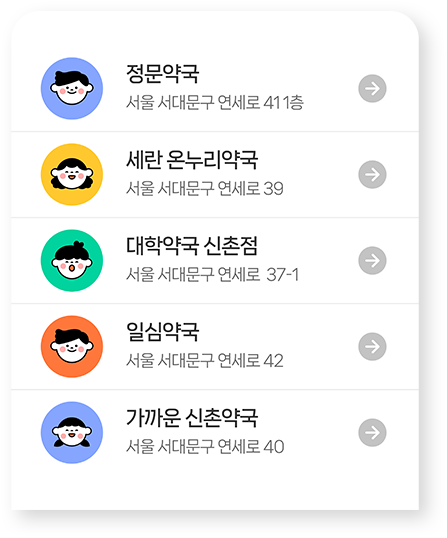 정문약국
서울 서대문구 연세로 41 1층
세란 온누리약국
서울 서대문구 연세로 39
대학약국 신촌점
서울 서대문구 연세로 37-1
일심약국
서울 서대문구 연세로 42
가까운 신촌약국
서울 서대문구 연세로 40